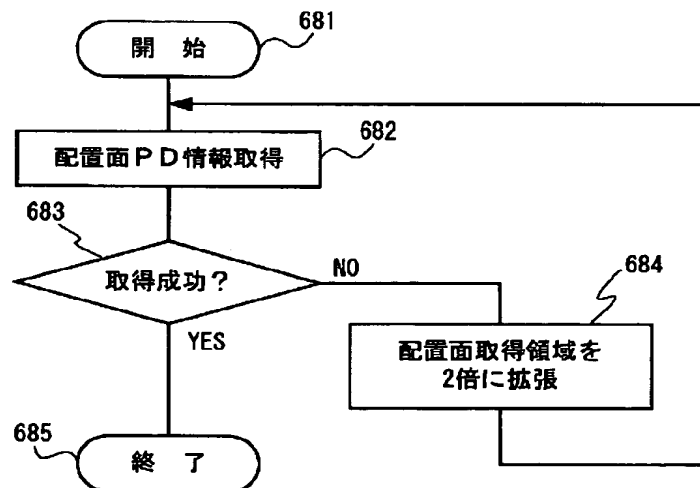 681
開 始
682
配置面PD情報取得
683
取得成功?
NO
684
YES
配置面取得領域を
2倍に拡張
685
終 了